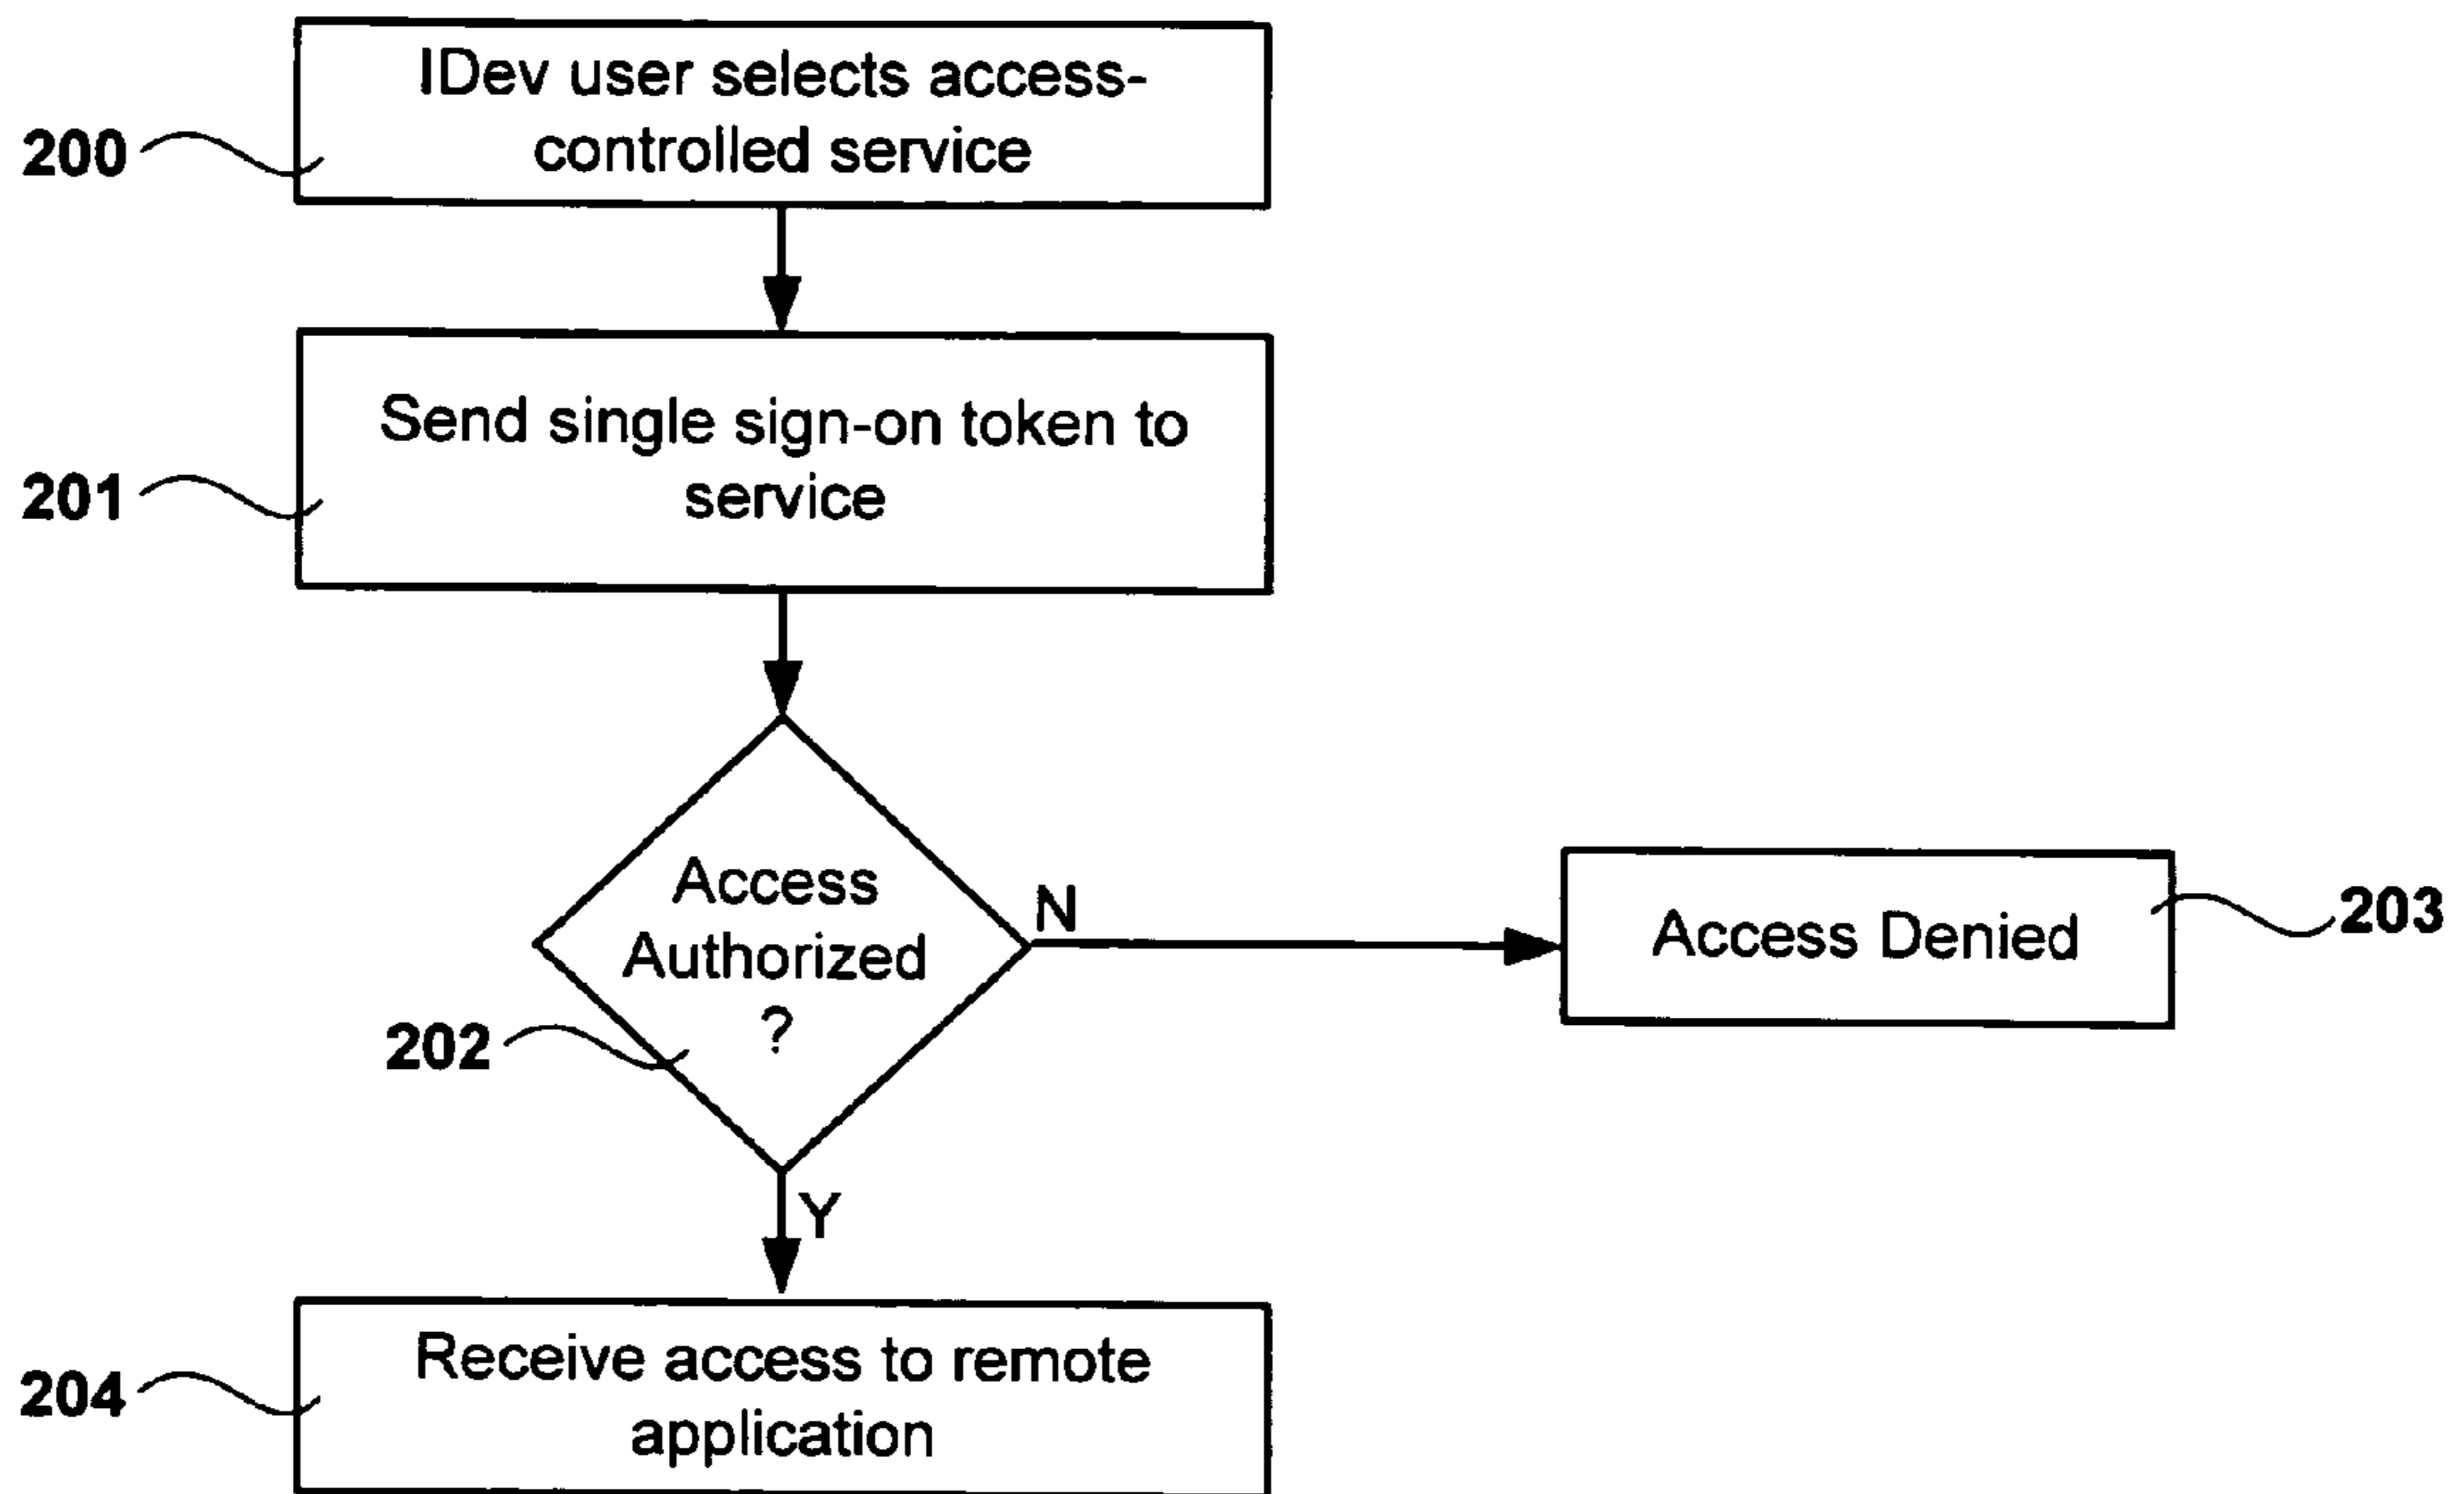 IDev user selects access-
controlled service
200
Send single sign-on token to
service
201
Access
Authorized
?
N
Access Denied
203
202
Y
Receive access to remote
application
204